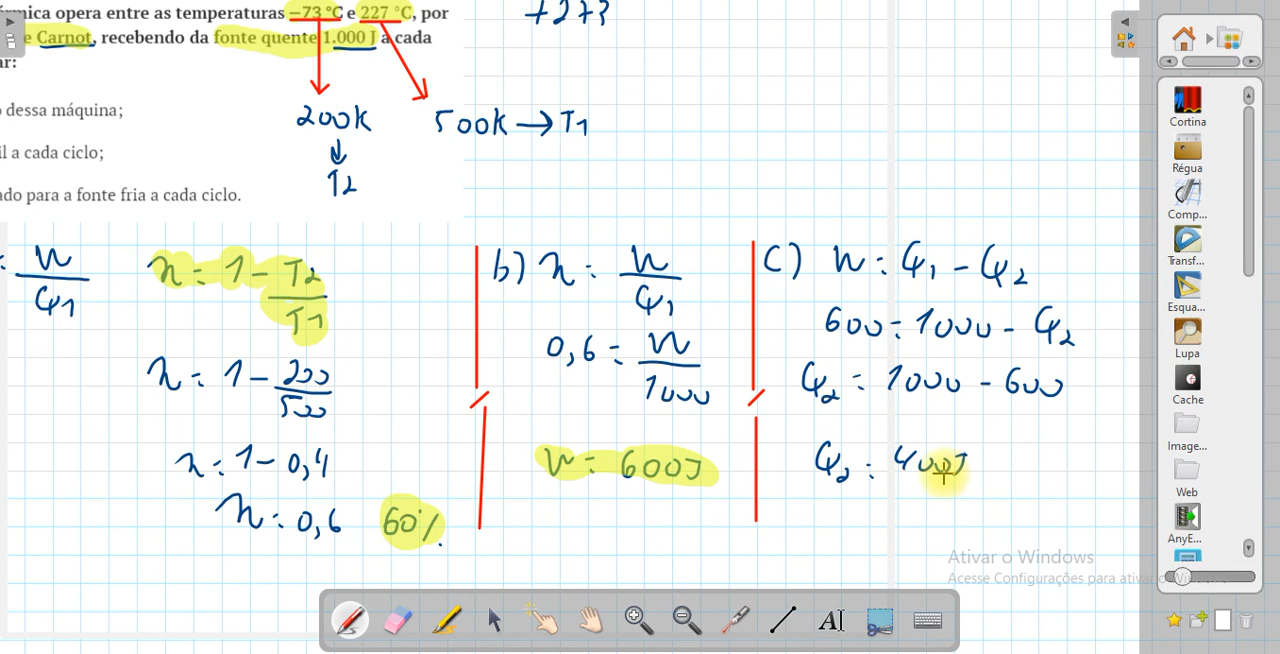 rmica opera entre as temperaturas −73 °C e 227 °C, por
e Carnot, recebendo da fonte quente 1.000 J a cada
ar:
o dessa máquina;
il a cada ciclo;
ado para a fonte fria a cada ciclo.
+273
200K
500K → T1
↓
T2
: W/Q1
n = 1 - T2/T1
n = 1 - 200/500
n = 1 - 0,4
n = 0,6 60%.
b) n = W/Q1
0,6 = W/1000
W = 600J
c) W = Q1 - Q2
600 = 1000 - Q2
Q2 = 1000 - 600
Q2 = 400J
Cortina
Régua
Comp...
Transf...
Esqua...
Lupa
Cache
Image...
Web
AnyE...
Ativar o Windows
Acesse Configurações para ativar o Windows.
AI